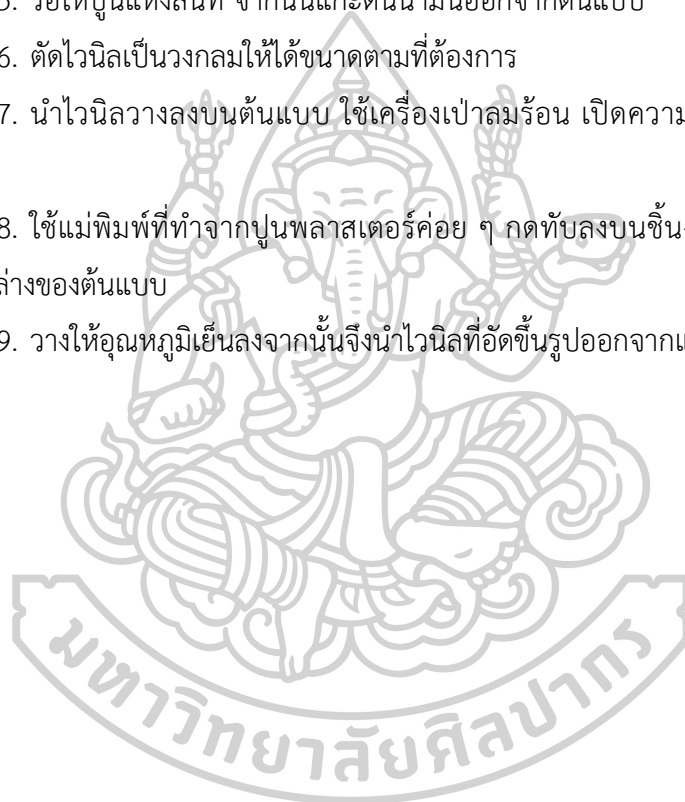 5. รอให้ปูนแห้งสนิท จากนั้นแกะดินน้ำมันออกจากต้นแบบ
6. ตัดไวนิลเป็นวงกลมให้ได้ขนาดตามที่ต้องการ
7. นำไวนิลวางลงบนต้นแบบ ใช้เครื่องเป่าลมร้อน เปิดความ
8. ใช้แม่พิมพ์ที่ทำจากปูนพลาสเตอร์ค่อย ๆ กดทับลงบนชิ้น
ล่างของต้นแบบ
9. วางให้อุณหภูมิเย็นลงจากนั้นจึงนำไวนิลที่อัดขึ้นรูปออกจาก
มหาวิทยาลัยศิลปากร